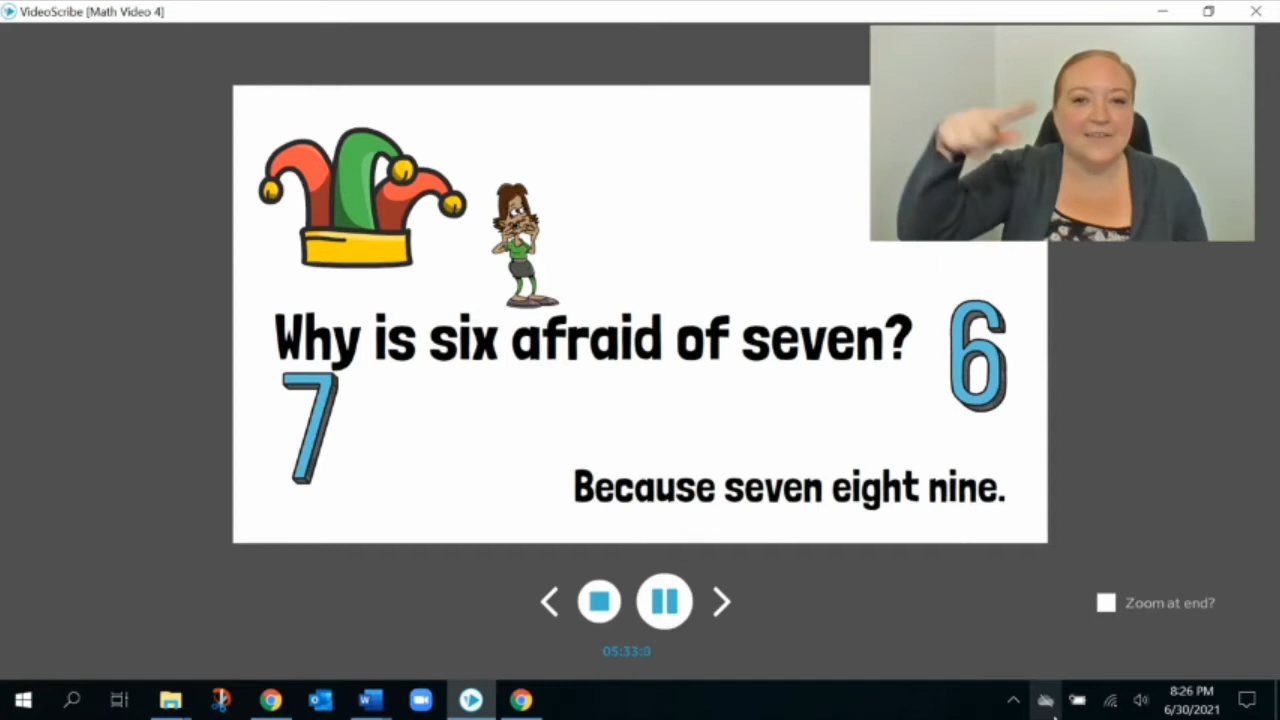 VideoScribe [Math Video 4]
Why is six afraid of seven?
6
7
Because seven eight nine.
Zoom at end?
05:33:0
8:26 PM
6/30/2021